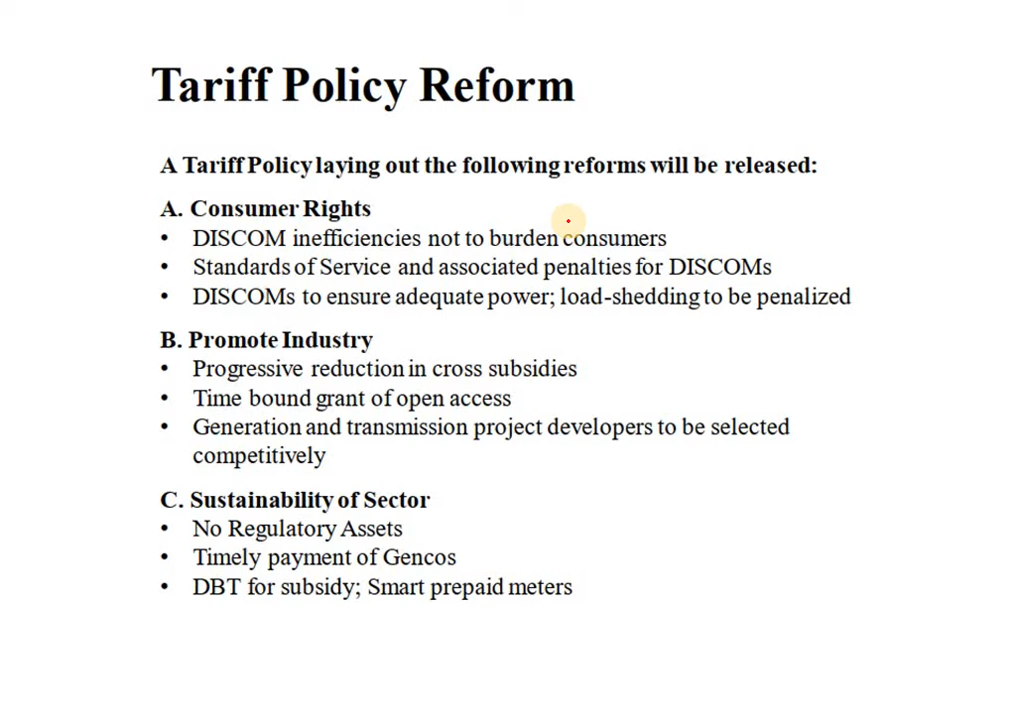 Tariff Policy Reform
A Tariff Policy laying out the following reforms will be released:
A. Consumer Rights
• DISCOM inefficiencies not to burden consumers
• Standards of Service and associated penalties for DISCOMs
• DISCOMs to ensure adequate power; load-shedding to be penalized
B. Promote Industry
• Progressive reduction in cross subsidies
• Time bound grant of open access
• Generation and transmission project developers to be selected
competitively
C. Sustainability of Sector
• No Regulatory Assets
• Timely payment of Gencos
• DBT for subsidy; Smart prepaid meters